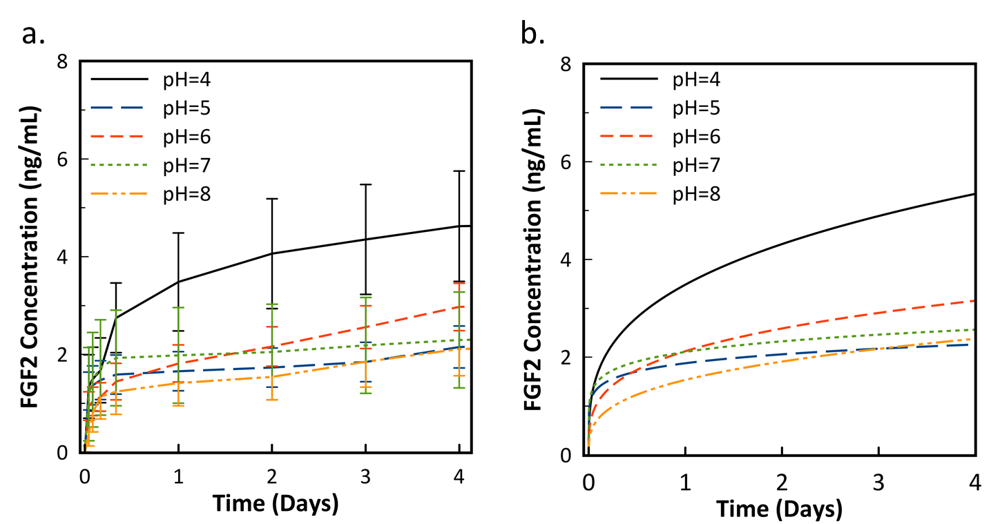 a.
FGF2 Concentration (ng/mL)
8
6
4
2
0
pH=4
pH=5
pH=6
pH=7
pH=8
0 1 2 3 4
Time (Days)
b.
FGF2 Concentration (ng/mL)
8
6
4
2
0
pH=4
pH=5
pH=6
pH=7
pH=8
0 1 2 3 4
Time (Days)